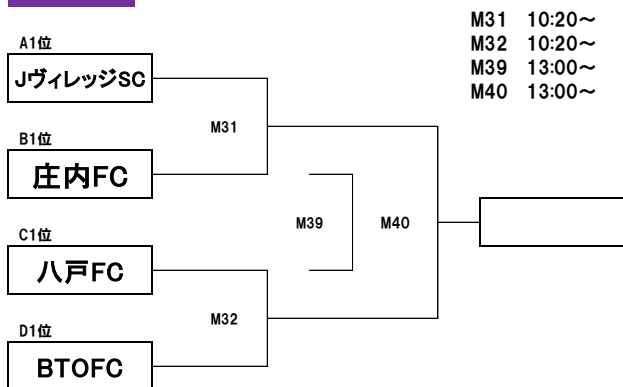 M31 10:20～
M32 10:20～
M39 13:00～
M40 13:00～
A1位
JヴィレッジSC
M31
B1位
庄内FC
M39
M40
C1位
八戸FC
M32
D1位
BTOFC